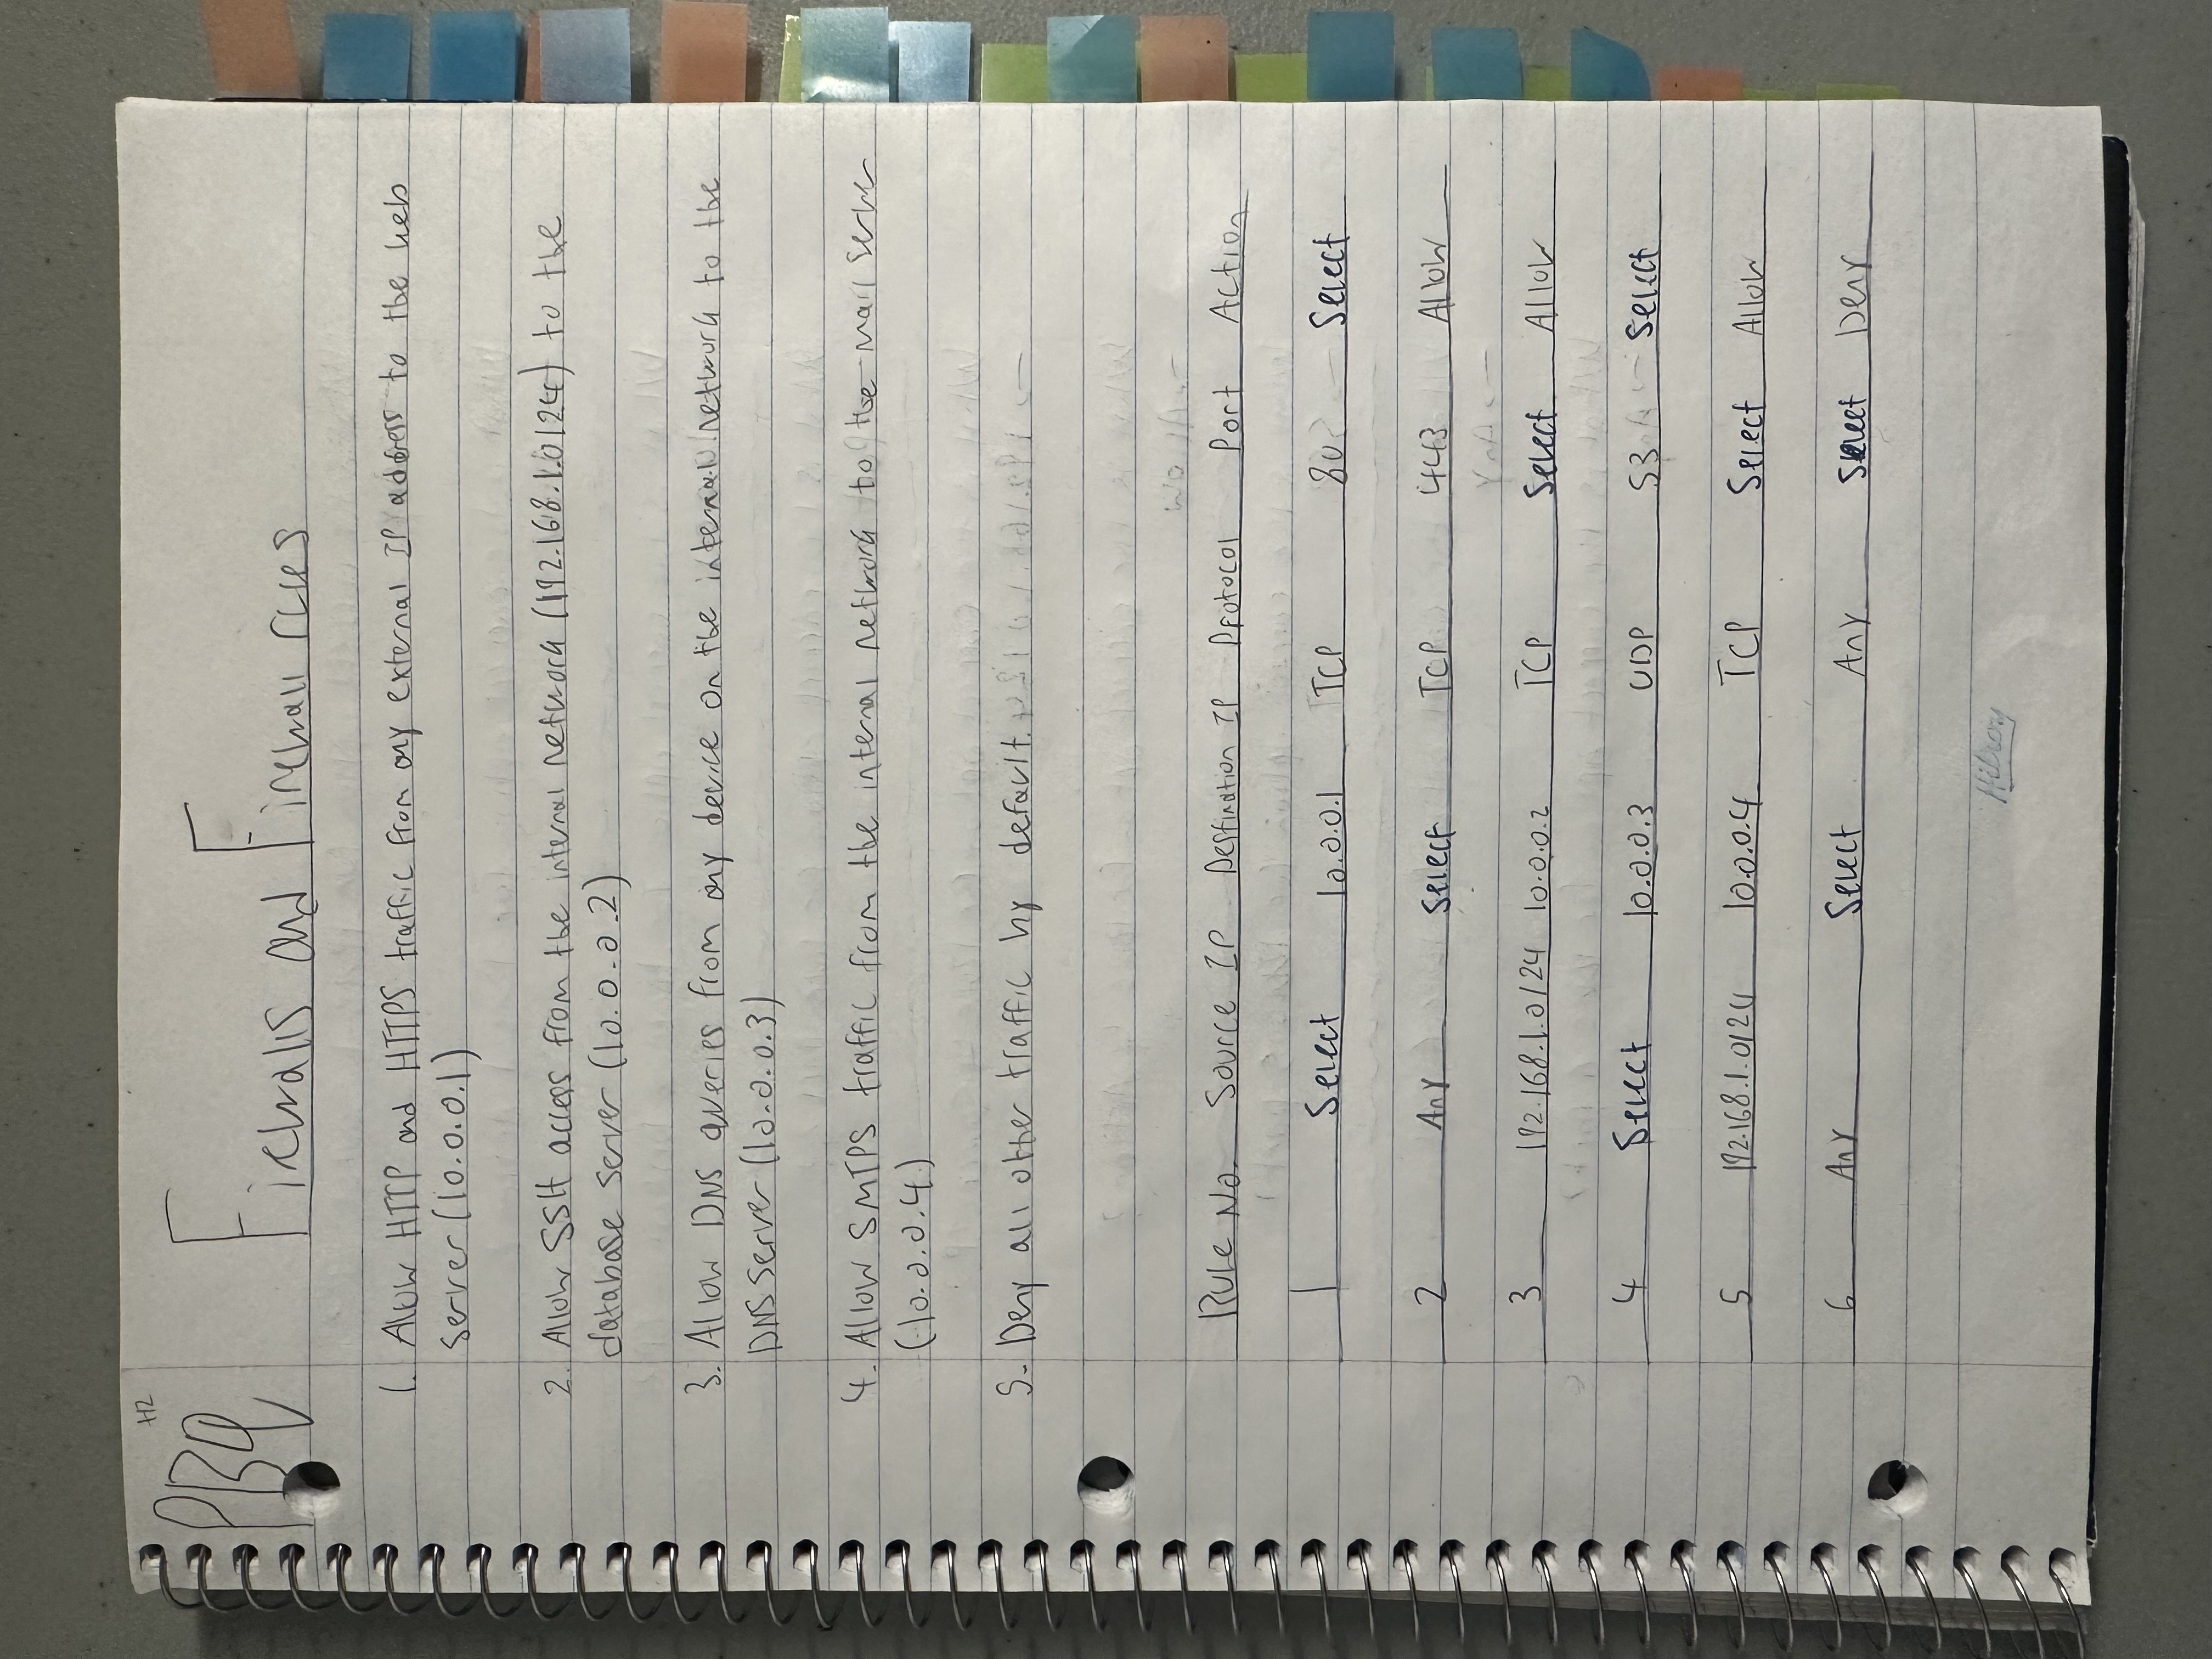 PBQ #2
Firewalls and Firewall rules
1. Allow HTTP and HTTPS traffic from any external IP address to the web
server (10.0.0.1)
2. Allow SSH access from the internal network (192.168.1.0/24) to the
database server (10.0.0.2)
3. Allow DNS queries from any device on the internal network to the
DNS server (10.0.0.3)
4. Allow SMTPS traffic from the internal network to the mail server
(10.0.0.4)
5. Deny all other traffic by default.
Rule No. Source IP Destination IP Protocol Port Action
1 Select 10.0.0.1 TCP 80 Select
2 Any Select TCP 443 Allow
3 192.168.1.0/24 10.0.0.2 TCP Select Allow
4 Select 10.0.0.3 UDP 53 Select
5 192.168.1.0/24 10.0.0.4 TCP Select Allow
6 Any Select Any Select Deny
Hilroy